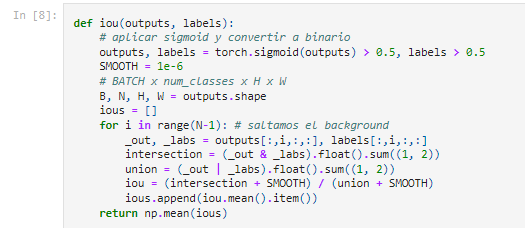 In [8]:
def iou(outputs, labels):
    # aplicar sigmoid y convertir a binario
    outputs, labels = torch.sigmoid(outputs) > 0.5, labels > 0.5
    SMOOTH = 1e-6
    # BATCH x num_classes x H x W
    B, N, H, W = outputs.shape
    ious = []
    for i in range(N-1): # saltamos el background
        _out, _labs = outputs[:,i,:,:], labels[:,i,:,:]
        intersection = (_out & _labs).float().sum((1, 2))
        union = (_out | _labs).float().sum((1, 2))
        iou = (intersection + SMOOTH) / (union + SMOOTH)
        ious.append(iou.mean().item())
    return np.mean(ious)